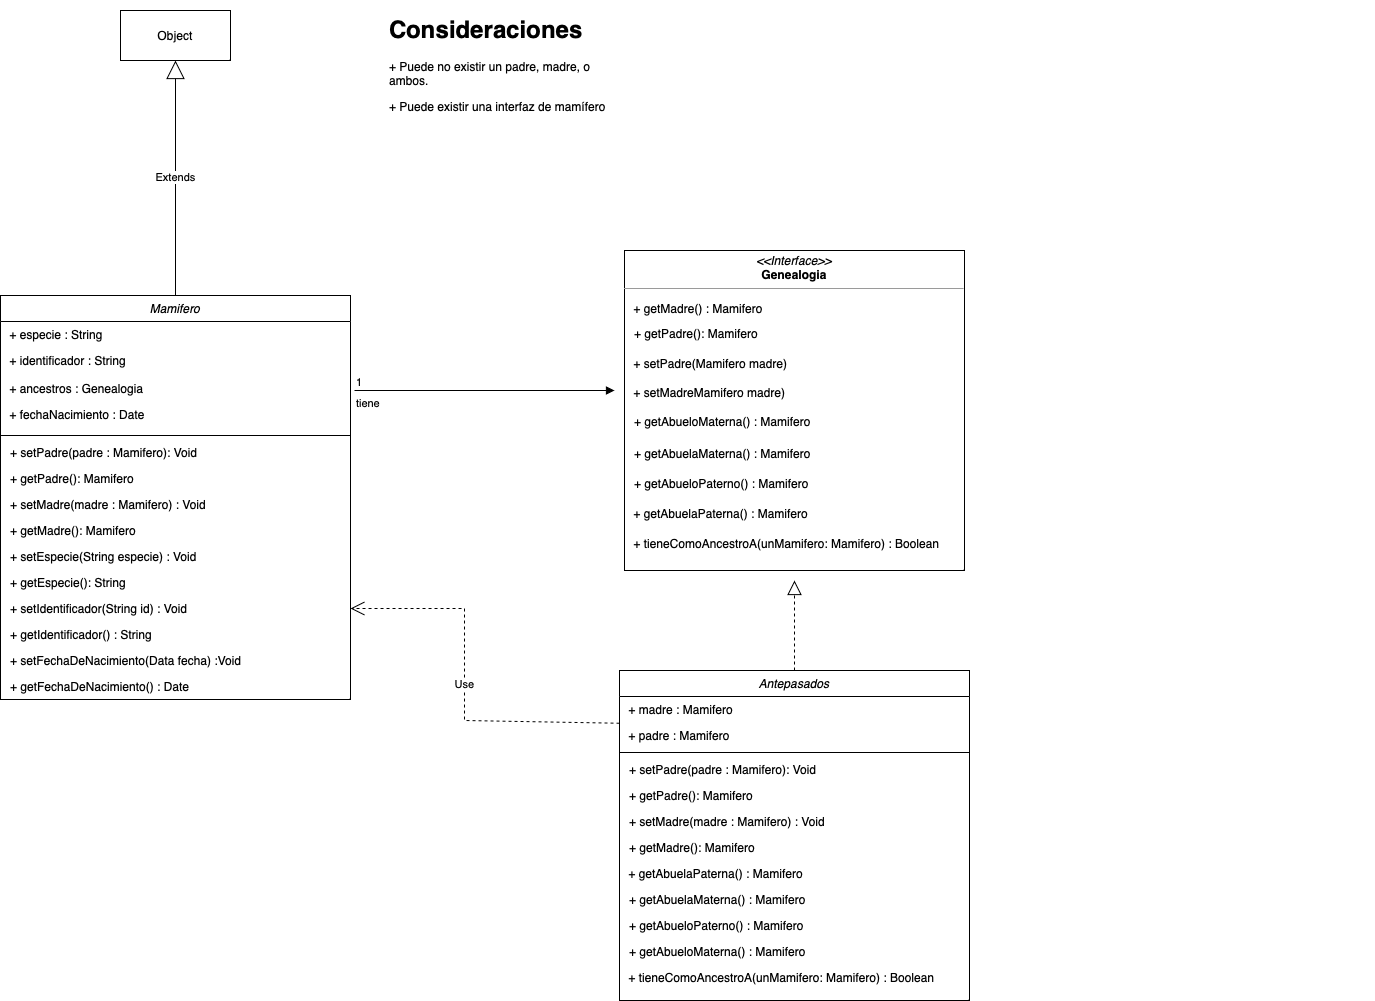 Object
Consideraciones
+ Puede no existir un padre, madre, o
ambos.
+ Puede existir una interfaz de mamífero
Extends
Mamifero
+ especie : String
+ identificador : String
+ ancestros : Genealogia
+ fechaNacimiento : Date
+ setPadre(padre : Mamifero): Void
+ getPadre(): Mamifero
+ setMadre(madre : Mamifero) : Void
+ getMadre(): Mamifero
+ setEspecie(String especie) : Void
+ getEspecie(): String
+ setIdentificador(String id) : Void
+ getIdentificador() : String
+ setFechaDeNacimiento(Data fecha) :Void
+ getFechaDeNacimiento() : Date
1
tiene
<<Interface>>
Genealogia
+ getMadre() : Mamifero
+ getPadre(): Mamifero
+ setPadre(Mamifero madre)
+ setMadreMamifero madre)
+ getAbueloMaterna() : Mamifero
+ getAbuelaMaterna() : Mamifero
+ getAbueloPaterno() : Mamifero
+ getAbuelaPaterna() : Mamifero
+ tieneComoAncestroA(unMamifero: Mamifero) : Boolean
Use
Antepasados
+ madre : Mamifero
+ padre : Mamifero
+ setPadre(padre : Mamifero): Void
+ getPadre(): Mamifero
+ setMadre(madre : Mamifero) : Void
+ getMadre(): Mamifero
+ getAbuelaPaterna() : Mamifero
+ getAbuelaMaterna() : Mamifero
+ getAbueloPaterno() : Mamifero
+ getAbueloMaterna() : Mamifero
+ tieneComoAncestroA(unMamifero: Mamifero) : Boolean